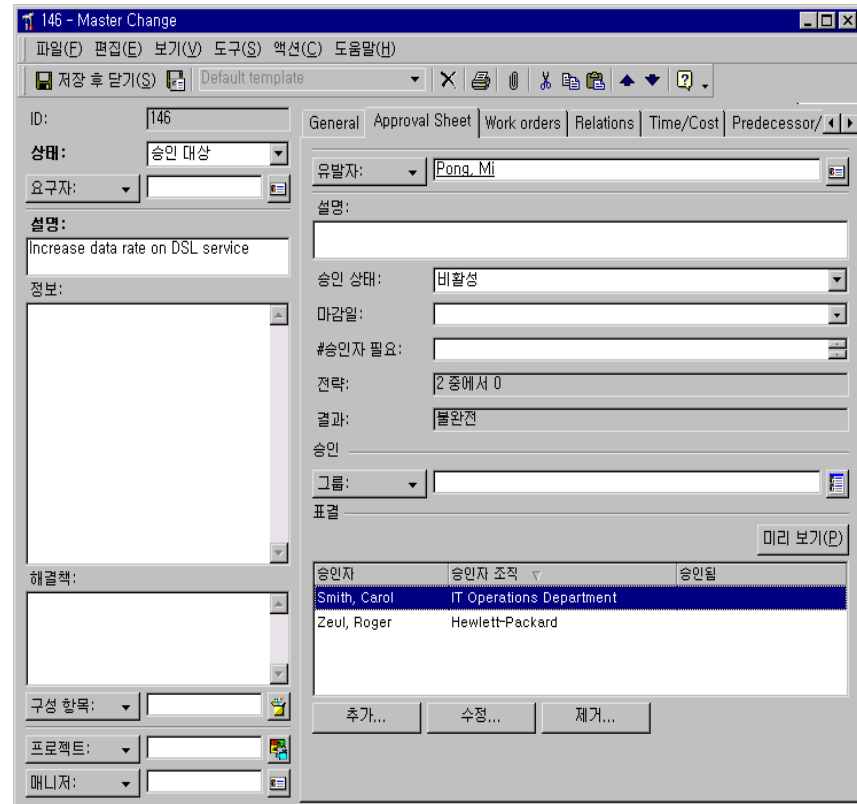 146 - Master Change
파일(F) 편집(E) 보기(V) 도구(S) 액션(C) 도움말(H)
저장 후 닫기(S) Default template
ID: 146
상태: 승인 대상
요구자:
설명:
Increase data rate on DSL service
정보:
해결책:
구성 항목:
프로젝트:
매니저:
General Approval Sheet Work orders Relations Time/Cost Predecessor/
유발자: Pong, Mi
설명:
승인 상태: 비활성
마감일:
#승인자 필요:
전략: 2 중에서 0
결과: 불완전
승인
그룹:
표결
미리 보기(P)
승인자 승인자 조직 승인됨
Smith, Carol IT Operations Department
Zeul, Roger Hewlett-Packard
추가... 수정... 제거...